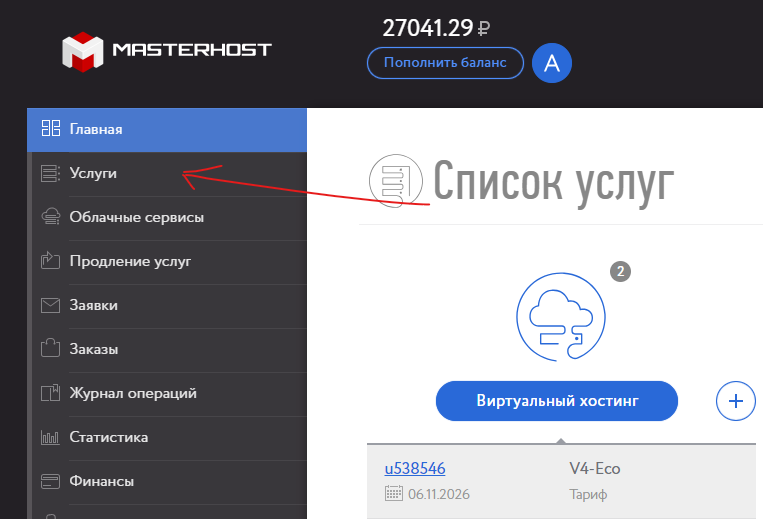 MASTERHOST
27041.29 ₽
Пополнить баланс
А
Главная
Услуги
Облачные сервисы
Продление услуг
Заявки
Заказы
Журнал операций
Статистика
Финансы
Список услуг
2
Виртуальный хостинг
u538546
V4-Eco
06.11.2026
Тариф